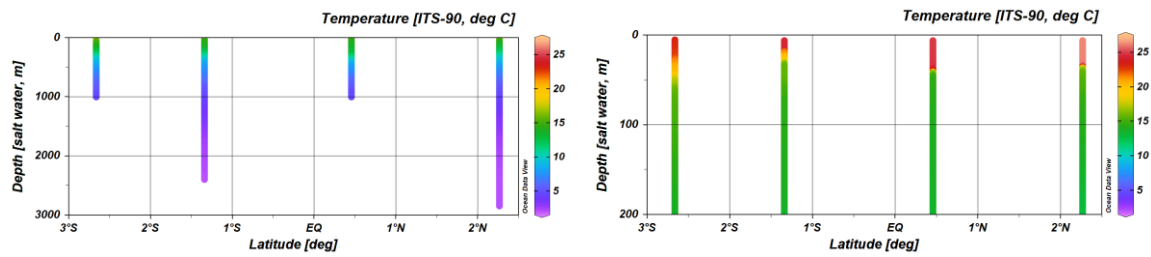 Temperature [ITS-90, deg C]
0
1000
2000
3000
Depth [salt water, m]
3°S
2°S
1°S
EQ
1°N
2°N
Latitude [deg]
25
20
15
10
5
Ocean Data View
Temperature [ITS-90, deg C]
0
100
200
Depth [salt water, m]
3°S
2°S
1°S
EQ
1°N
2°N
Latitude [deg]
25
20
15
10
5
Ocean Data View